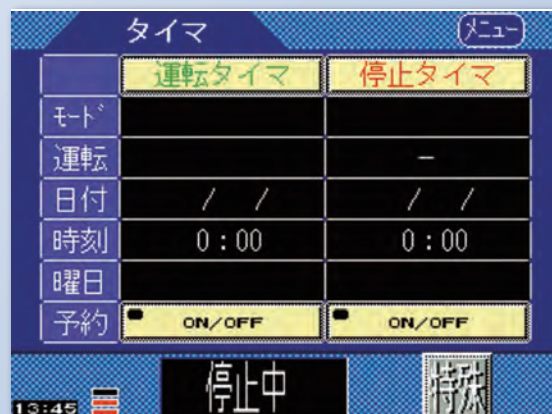 タイマ メニュー
運転タイマ 停止タイマ
モード
運転 −
日付 / / / /
時刻 0:00 0:00
曜日
予約 ON/OFF ON/OFF
13:45 停止中 特殊